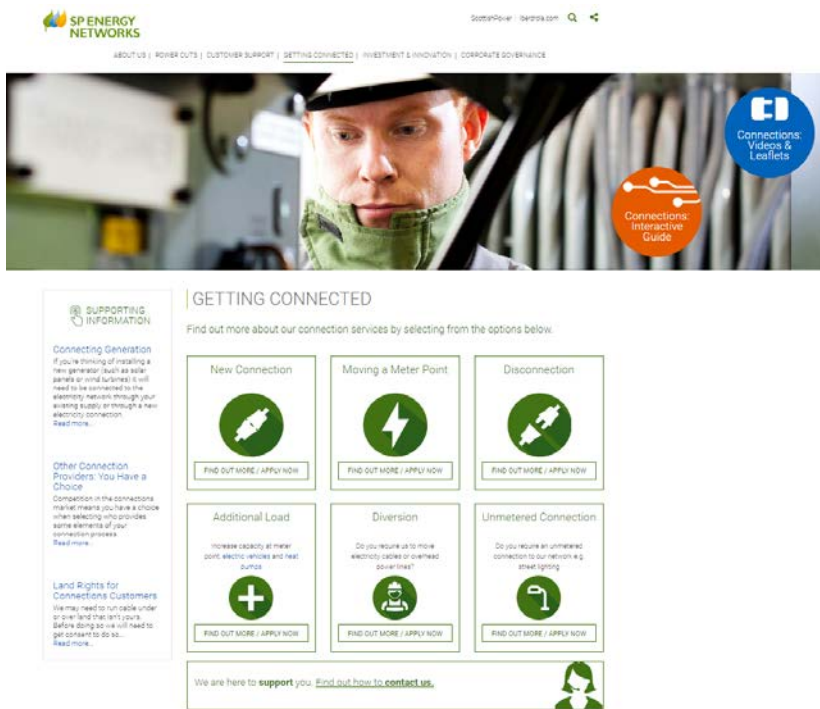 SP ENERGY
NETWORKS
ScottishPower | Iberdrola.com
ABOUT US | POWER CUTS | CUSTOMER SUPPORT | GETTING CONNECTED | INVESTMENT & INNOVATION | CORPORATE GOVERNANCE
Connections:
Videos &
Leaflets
Connections:
Interactive
Guide
SUPPORTING
INFORMATION
Connecting Generation
If you're thinking of installing a
new generator (such as solar
panels or wind turbines) it will
need to be connected to the
electricity network through your
existing supply or through a new
electricity connection.
Read more...
Other Connection
Providers: You Have a
Choice
Competition in the connections
market means you have a choice
when selecting who provides
some elements of your
connection process.
Read more...
Land Rights for
Connections Customers
We may need to run cable under
or over land that isn't yours.
Before doing so we will need to
get consent to do so...
Read more...
GETTING CONNECTED
Find out more about our connection services by selecting from the options below.
New Connection
FIND OUT MORE / APPLY NOW
Moving a Meter Point
FIND OUT MORE / APPLY NOW
Disconnection
FIND OUT MORE / APPLY NOW
Additional Load
Increase capacity at meter
point, electric vehicles and heat
pumps
FIND OUT MORE / APPLY NOW
Diversion
Do you require us to move
electricity cables or overhead
power lines?
FIND OUT MORE / APPLY NOW
Unmetered Connection
Do you require an unmetered
connection to our network e.g.
street lighting
FIND OUT MORE / APPLY NOW
We are here to support you. Find out how to contact us.